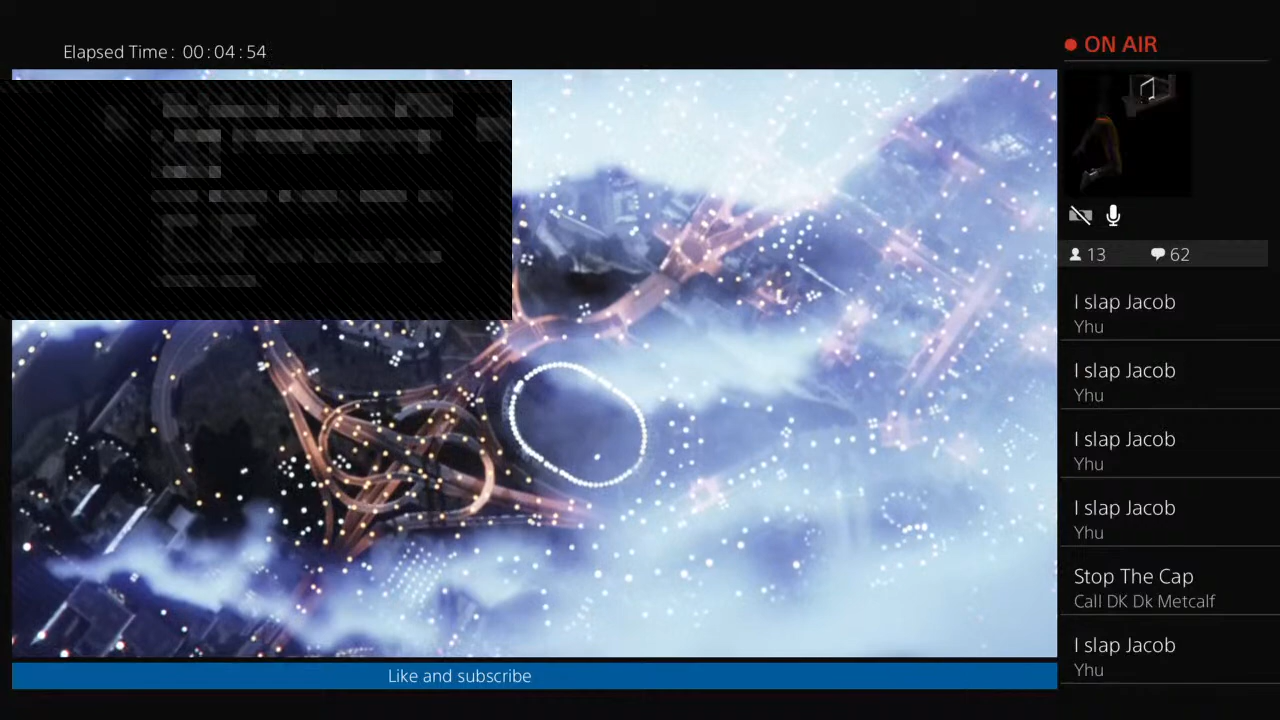 Elapsed Time: 00:04:54
ON AIR
13 62
I slap Jacob
Yhu
I slap Jacob
Yhu
I slap Jacob
Yhu
I slap Jacob
Yhu
Stop The Cap
Call DK Dk Metcalf
I slap Jacob
Yhu
Like and subscribe